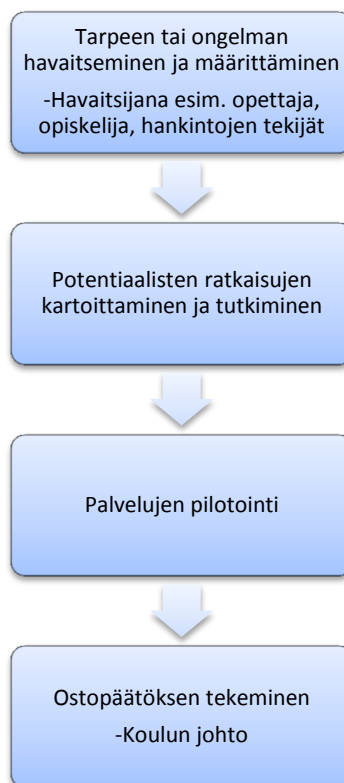 Tarpeen tai ongelman
havaitseminen ja määrittäminen
-Havaitsijana esim. opettaja,
opiskelija, hankintojen tekijät
Potentiaalisten ratkaisujen
kartoittaminen ja tutkiminen
Palvelujen pilotointi
Ostopäätöksen tekeminen
-Koulun johto